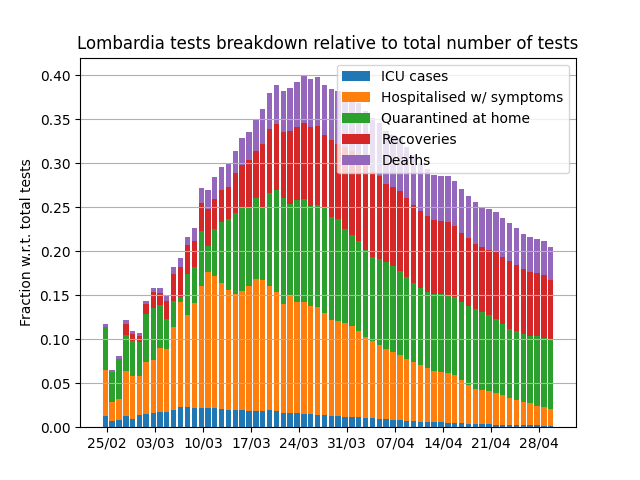 Lombardia tests breakdown relative to total number of tests
ICU cases
Hospitalised w/ symptoms
Quarantined at home
Recoveries
Deaths
Fraction w.r.t. total tests
0.40
0.35
0.30
0.25
0.20
0.15
0.10
0.05
0.00
25/02 03/03 10/03 17/03 24/03 31/03 07/04 14/04 21/04 28/04